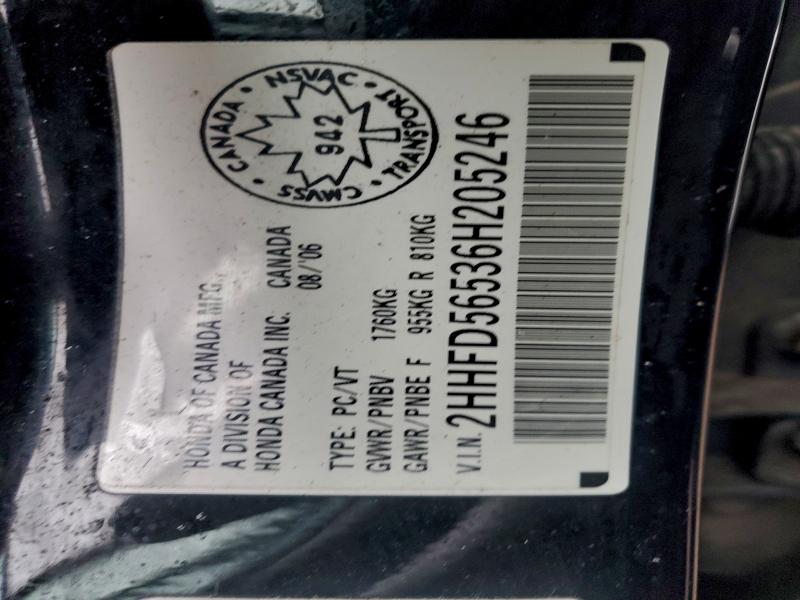 HONDA OF CANADA MFG.,
A DIVISION OF
HONDA CANADA INC. CANADA
08/'06
CANADA • NSVAC • TRANSPORT • CMVSS •
942
TYPE: PC/VT
GVWR/PNBV 1760KG
GAWR/PNBE F 955KG R 810KG
V.I.N. 2HHFD56536H205246